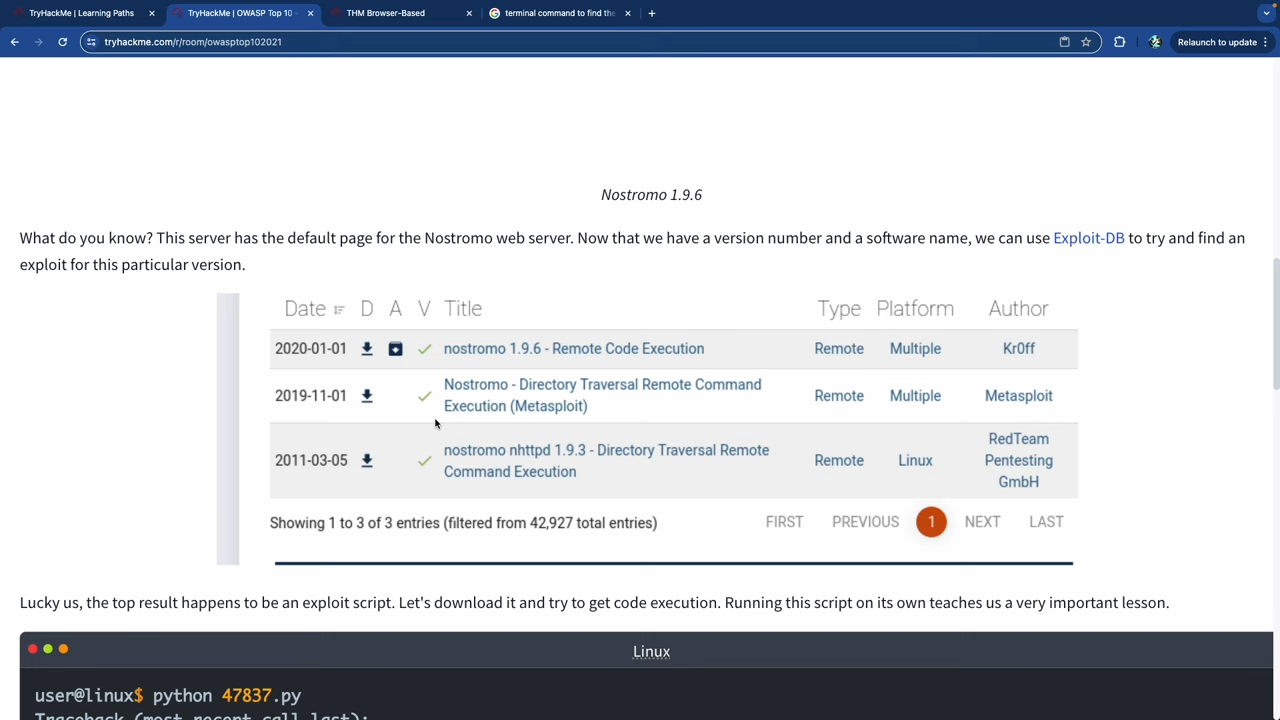 TryHackMe | Learning Paths
TryHackMe | OWASP Top 10 -
THM Browser-Based
terminal command to find the
tryhackme.com/r/room/owasptop102021
Relaunch to update
Nostromo 1.9.6
What do you know? This server has the default page for the Nostromo web server. Now that we have a version number and a software name, we can use Exploit-DB to try and find an
exploit for this particular version.
Date D A V Title Type Platform Author
2020-01-01 nostromo 1.9.6 - Remote Code Execution Remote Multiple Kr0ff
2019-11-01 Nostromo - Directory Traversal Remote Command
Execution (Metasploit) Remote Multiple Metasploit
2011-03-05 nostromo nhttpd 1.9.3 - Directory Traversal Remote
Command Execution Remote Linux RedTeam
Pentesting
GmbH
Showing 1 to 3 of 3 entries (filtered from 42,927 total entries) FIRST PREVIOUS 1 NEXT LAST
Lucky us, the top result happens to be an exploit script. Let's download it and try to get code execution. Running this script on its own teaches us a very important lesson.
Linux
user@linux$ python 47837.py
Traceback (most recent call last):